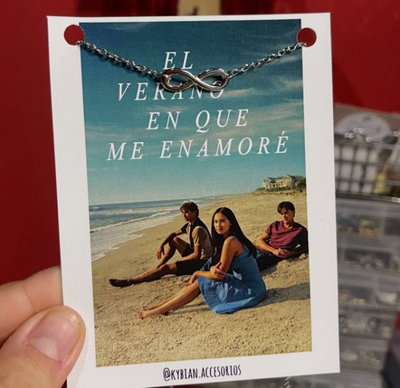 EL
VERANO
EN QUE
ME ENAMORÉ
@KYBIAN.ACCESORIOS